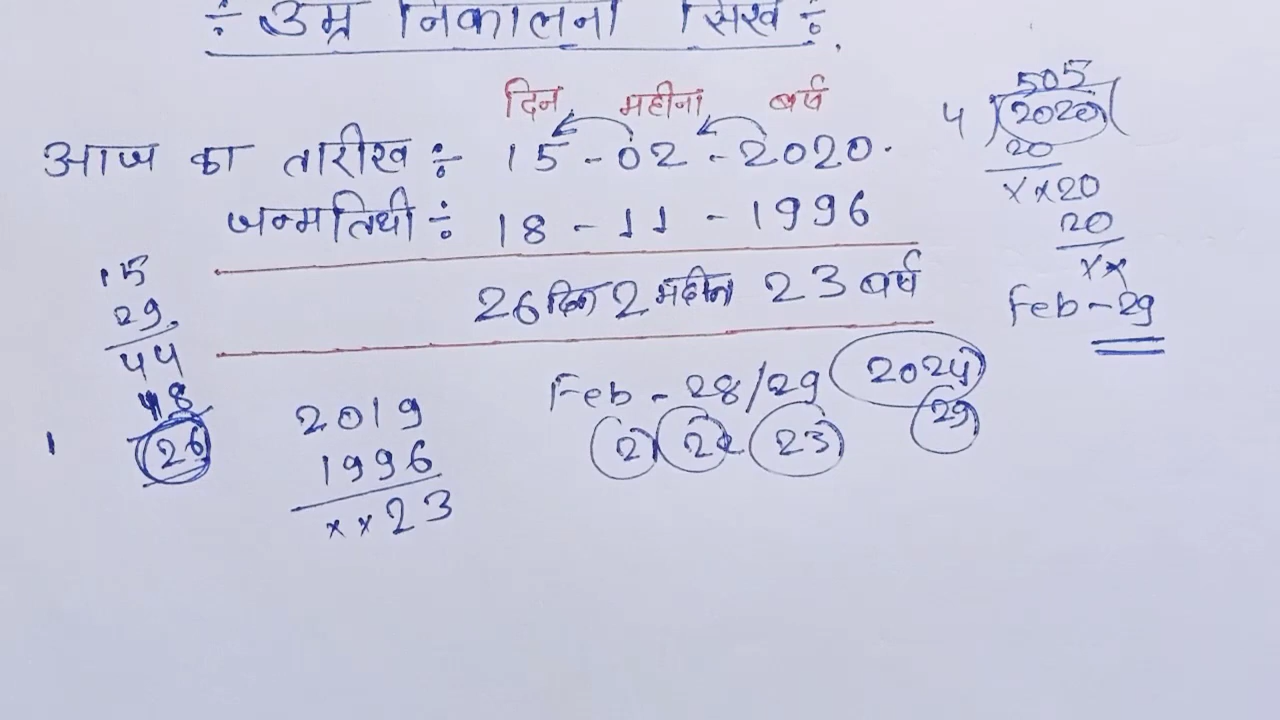 ÷ उम्र निकालना सिखे ÷
दिन महीना वर्ष
आज का तारीख ÷ 15 - 02 - 2020.
जन्मतिथी ÷ 18 - 11 - 1996
26 दिन 2 महीना 23 वर्ष
15
29
44
18
26
2019
1996
××23
Feb - 28/29 2024
29
2 22 23
505
4 ) 2020 (
20
××20
20
××
Feb - 29